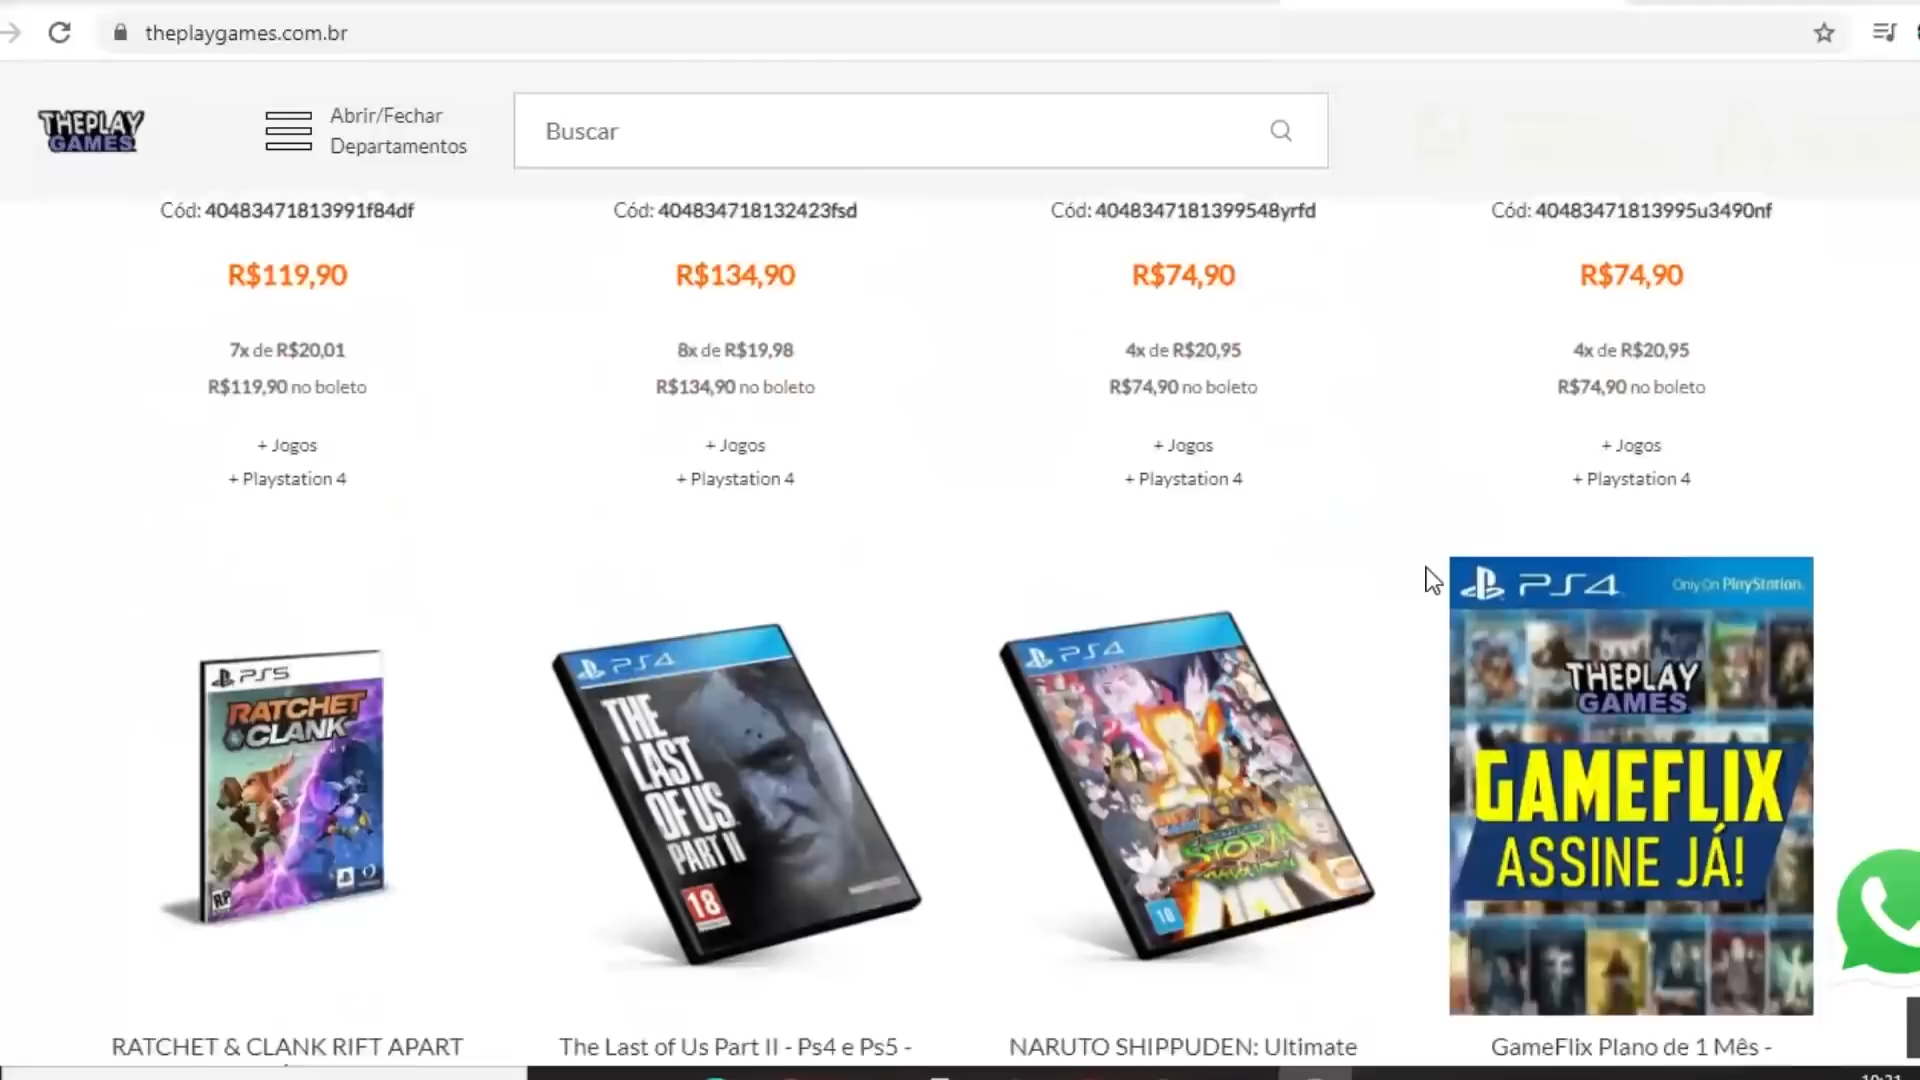 theplaygames.com.br
THEPLAY
GAMES
Abrir/Fechar
Departamentos
Buscar
Cód: 40483471813991f84df
Cód: 404834718132423fsd
Cód: 4048347181399548yrfd
Cód: 40483471813995u3490nf
R$119,90
R$134,90
R$74,90
R$74,90
7x de R$20,01
8x de R$19,98
4x de R$20,95
4x de R$20,95
R$119,90 no boleto
R$134,90 no boleto
R$74,90 no boleto
R$74,90 no boleto
+ Jogos
+ Jogos
+ Jogos
+ Jogos
+ Playstation 4
+ Playstation 4
+ Playstation 4
+ Playstation 4
PS5
RATCHET
&CLANK
RP
PS4
THE
LAST
OF US
PART II
18
PS4
STORM
10
PS4 Only On PlayStation
THEPLAY
GAMES
GAMEFLIX
ASSINE JÁ!
RATCHET & CLANK RIFT APART
The Last of Us Part II - Ps4 e Ps5 -
NARUTO SHIPPUDEN: Ultimate
GameFlix Plano de 1 Mês -